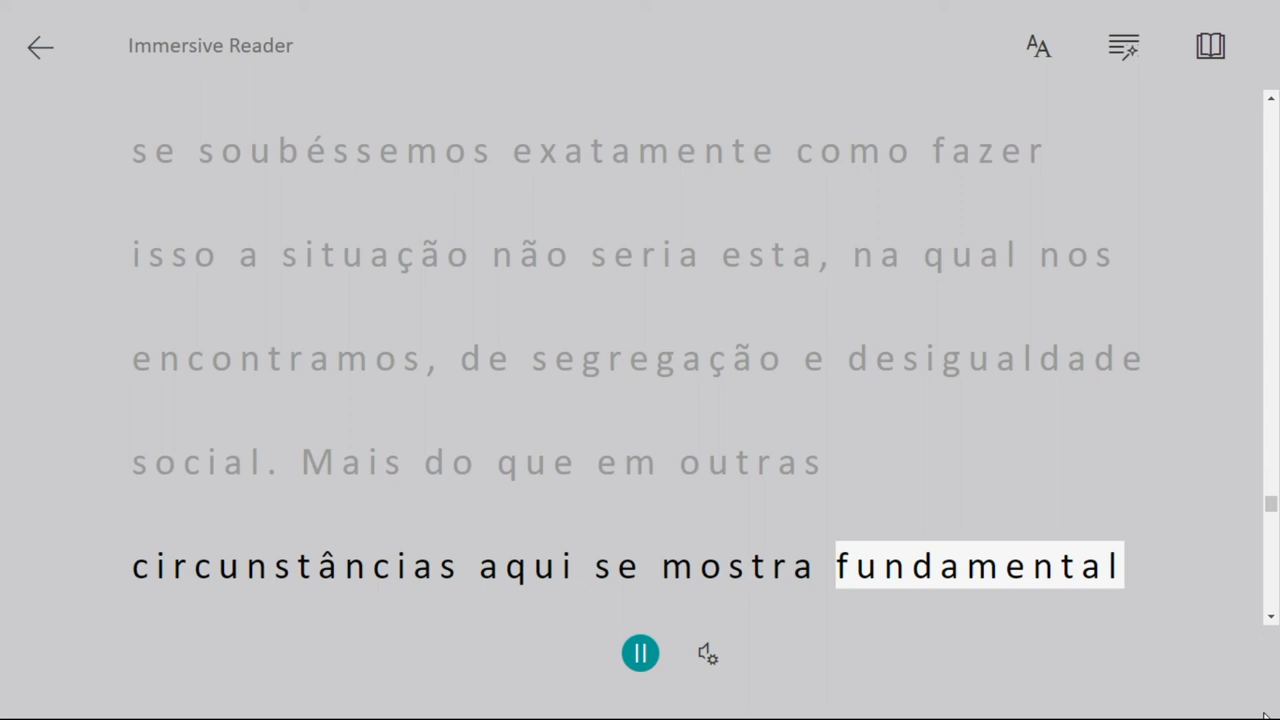 Immersive Reader
se soubéssemos exatamente como fazer
isso a situação não seria esta, na qual nos
encontramos, de segregação e desigualdade
social. Mais do que em outras
circunstâncias aqui se mostra fundamental